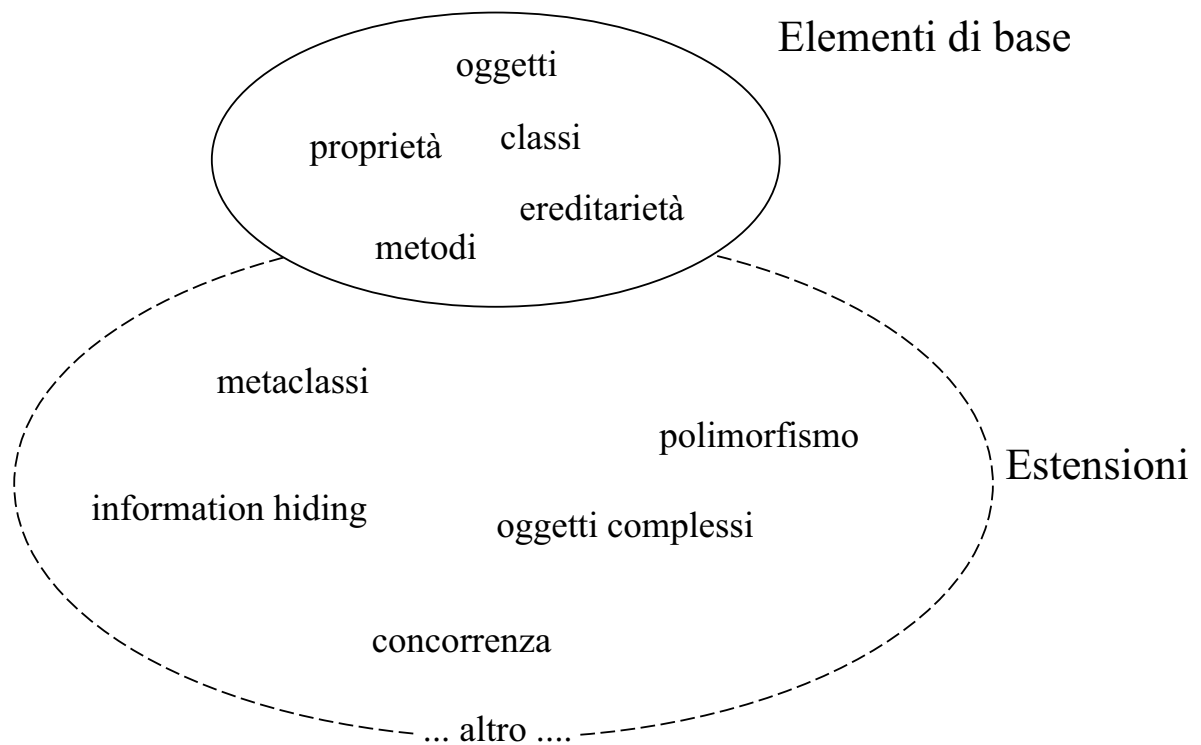 Elementi di base
oggetti
proprietà
classi
ereditarietà
metodi
metaclassi
polimorfismo
Estensioni
information hiding
oggetti complessi
concorrenza
... altro ....